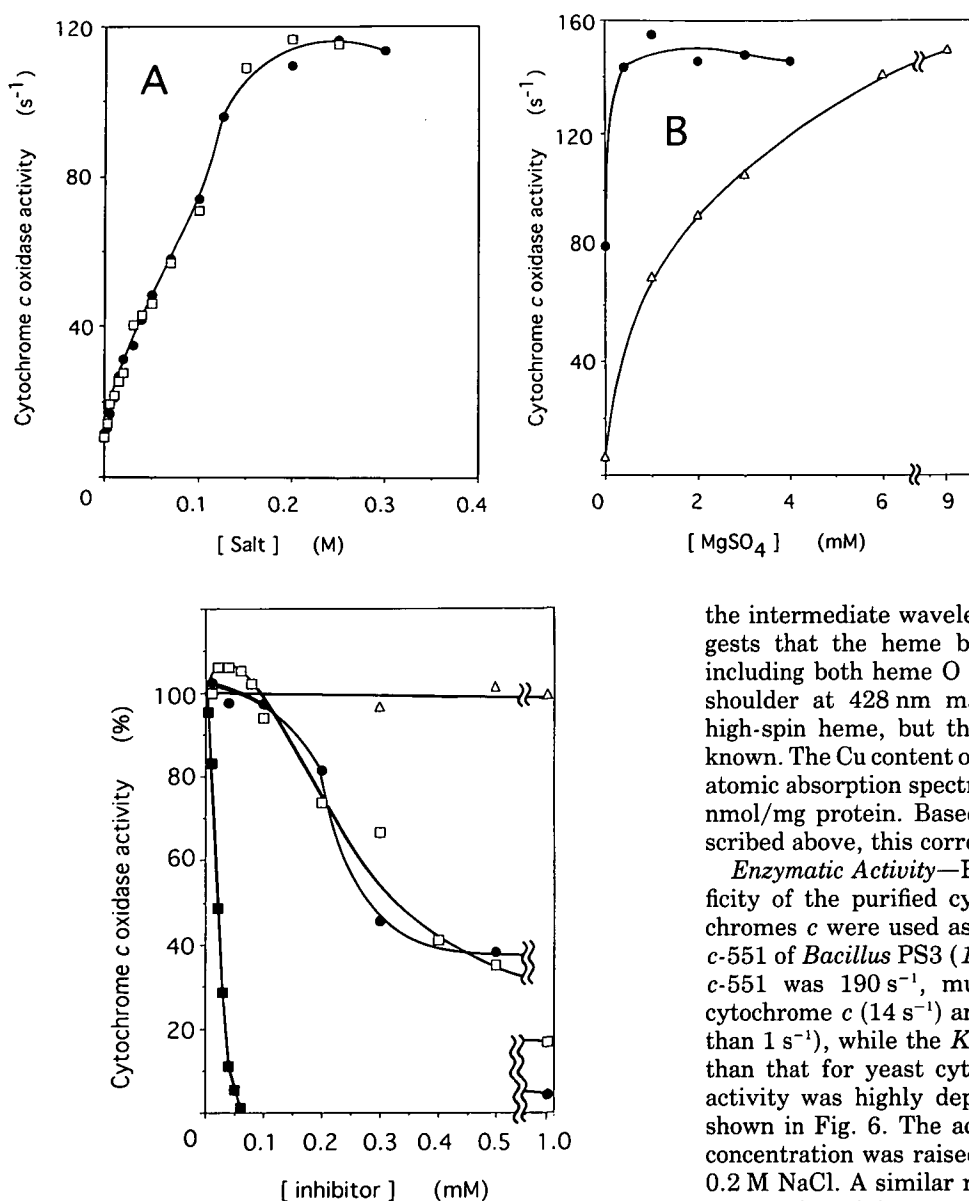 120
80
40
0
Cytochrome c oxidase activity (s⁻¹)
A
0 0.1 0.2 0.3 0.4
[ Salt ] (M)
160
120
80
40
Cytochrome c oxidase activity (s⁻¹)
B
0 2 4 6 9
[ MgSO₄ ] (mM)
100
80
60
40
20
Cytochrome c oxidase activity (%)
0 0.1 0.2 0.3 0.4 0.5 1.0
[ inhibitor ] (mM)
the intermediate wavele
gests that the heme b
including both heme O
shoulder at 428 nm m
high-spin heme, but th
known. The Cu content o
atomic absorption spectr
nmol/mg protein. Based
scribed above, this corre
Enzymatic Activity—E
ficity of the purified cy
chromes c were used as
c-551 of Bacillus PS3 (1
c-551 was 190 s⁻¹, mu
cytochrome c (14 s⁻¹) an
than 1 s⁻¹), while the K
than that for yeast cyt
activity was highly dep
shown in Fig. 6. The ac
concentration was raised
0.2 M NaCl. A similar r